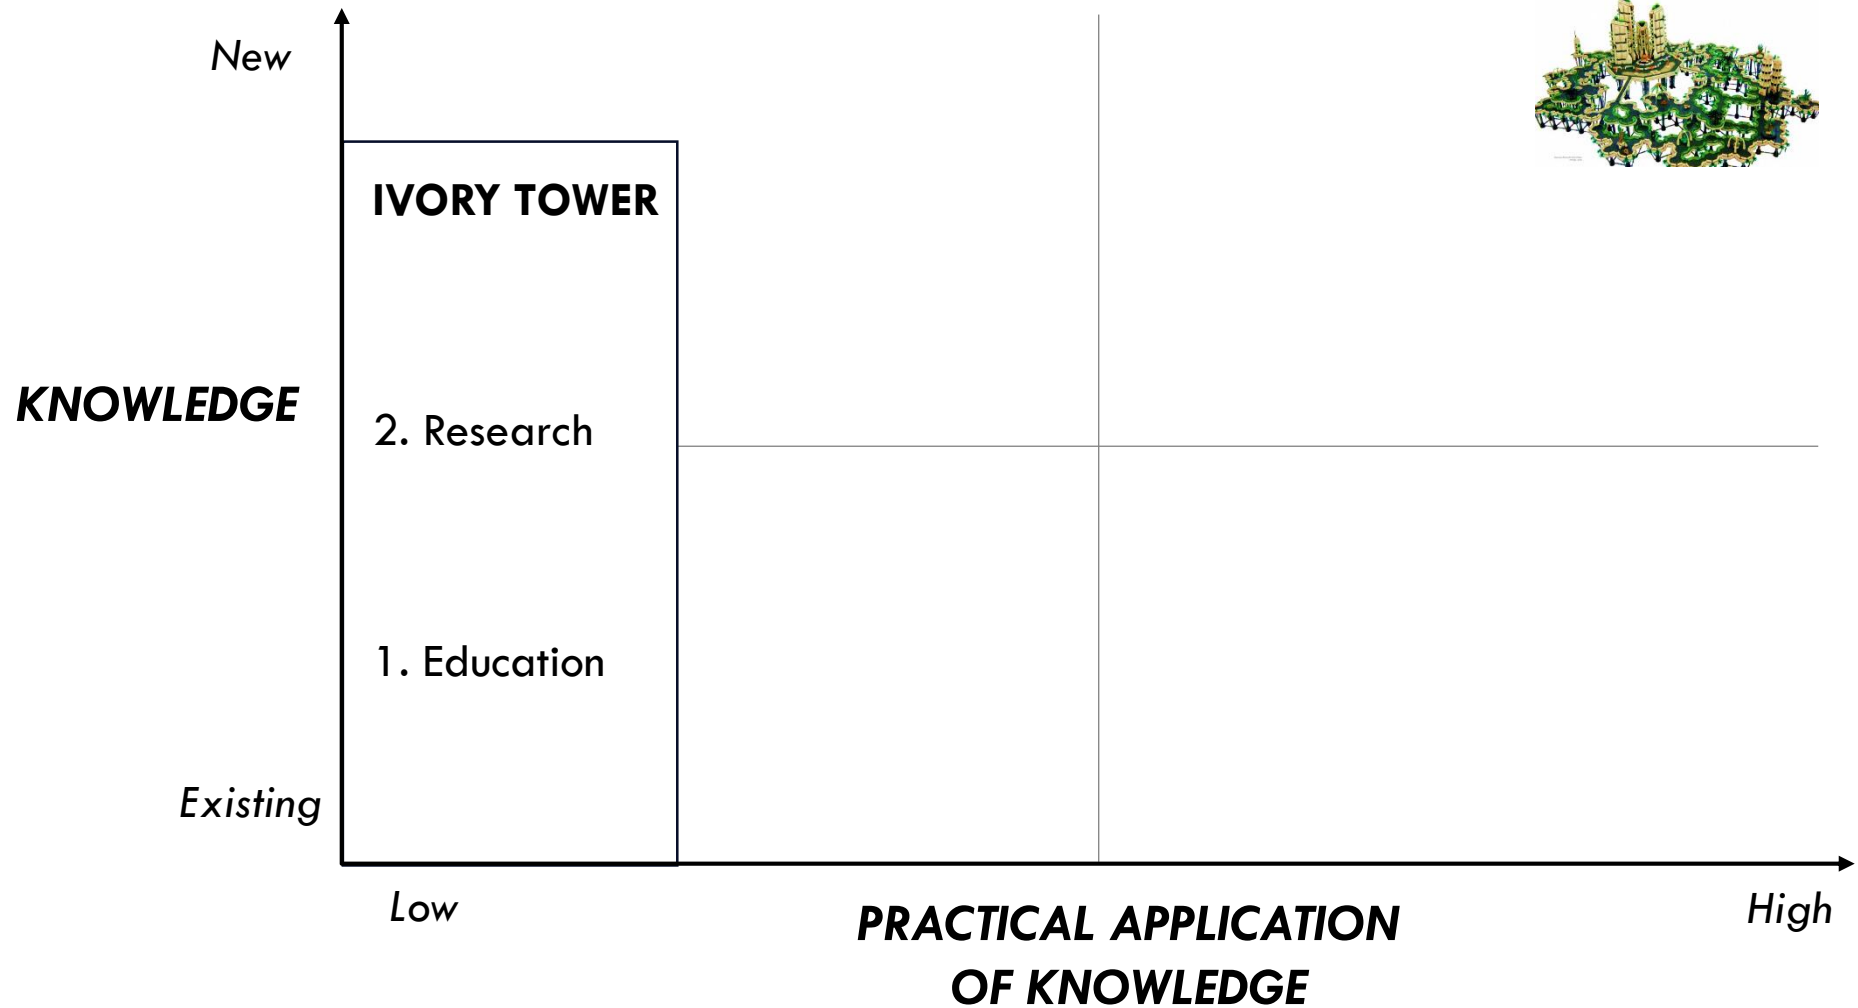 New
IVORY TOWER
KNOWLEDGE
2. Research
1. Education
Existing
Low
High
PRACTICAL APPLICATION
OF KNOWLEDGE